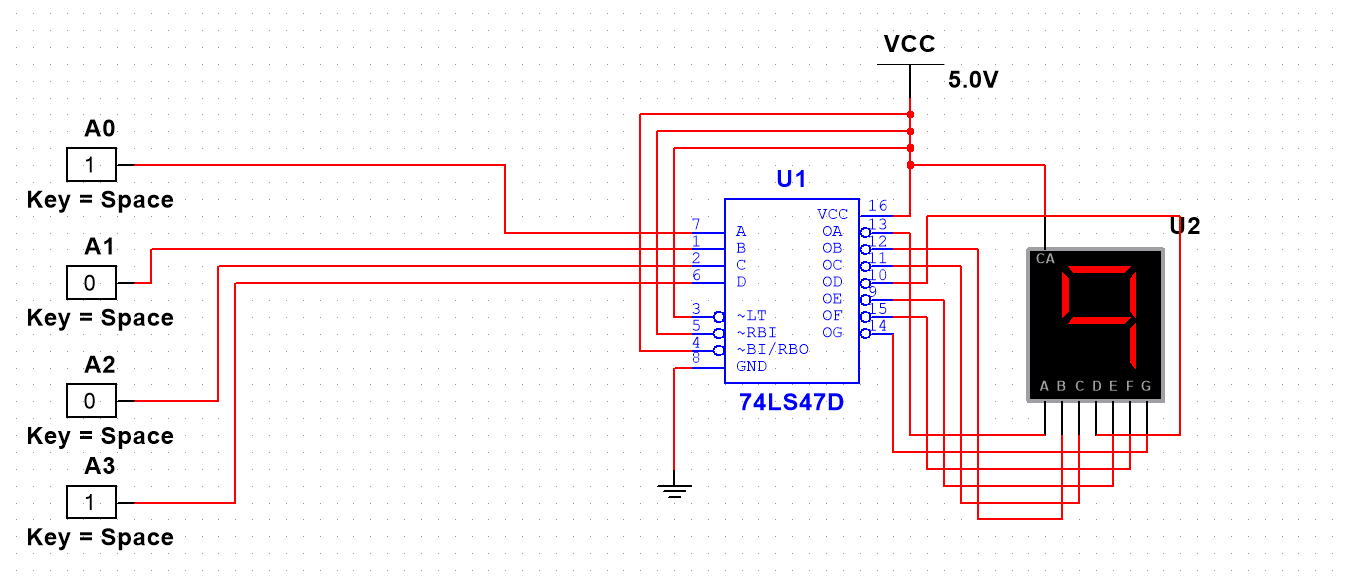 VCC
5.0V
A0
1
Key = Space
A1
0
Key = Space
A2
0
Key = Space
A3
1
Key = Space
U1
7 A
1 B
2 C
6 D
3 ~LT
5 ~RBI
4 ~BI/RBO
8 GND
VCC 16
OA 13
OB 12
OC 11
OD 10
OE 9
OF 15
OG 14
74LS47D
U2
CA
9
A B C D E F G